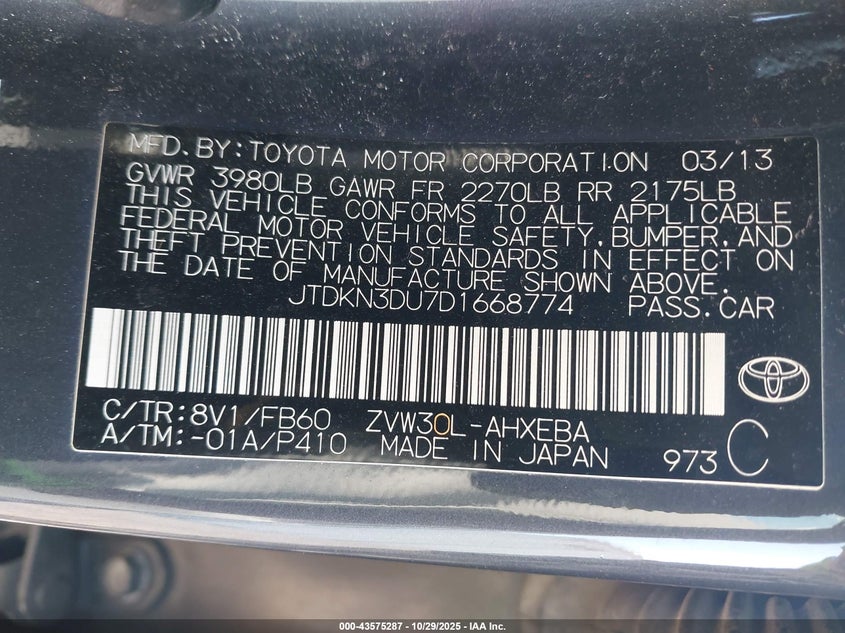 MFD.BY:TOYOTA MOTOR CORPORATION 03/13
GVWR 3980LB GAWR FR 2270LB RR 2175LB
THIS VEHICLE CONFORMS TO ALL APPLICABLE
FEDERAL MOTOR VEHICLE SAFETY,BUMPER,AND
THEFT PREVENTION STANDARDS IN EFFECT ON
THE DATE OF MANUFACTURE SHOWN ABOVE.
JTDKN3DU7D1668774 PASS.CAR
C/TR:8V1/FB60 ZVW30L-AHXEBA
A/TM:-01A/P410 MADE IN JAPAN 973 C
000-43575287 - 10/29/2025 - IAA Inc.